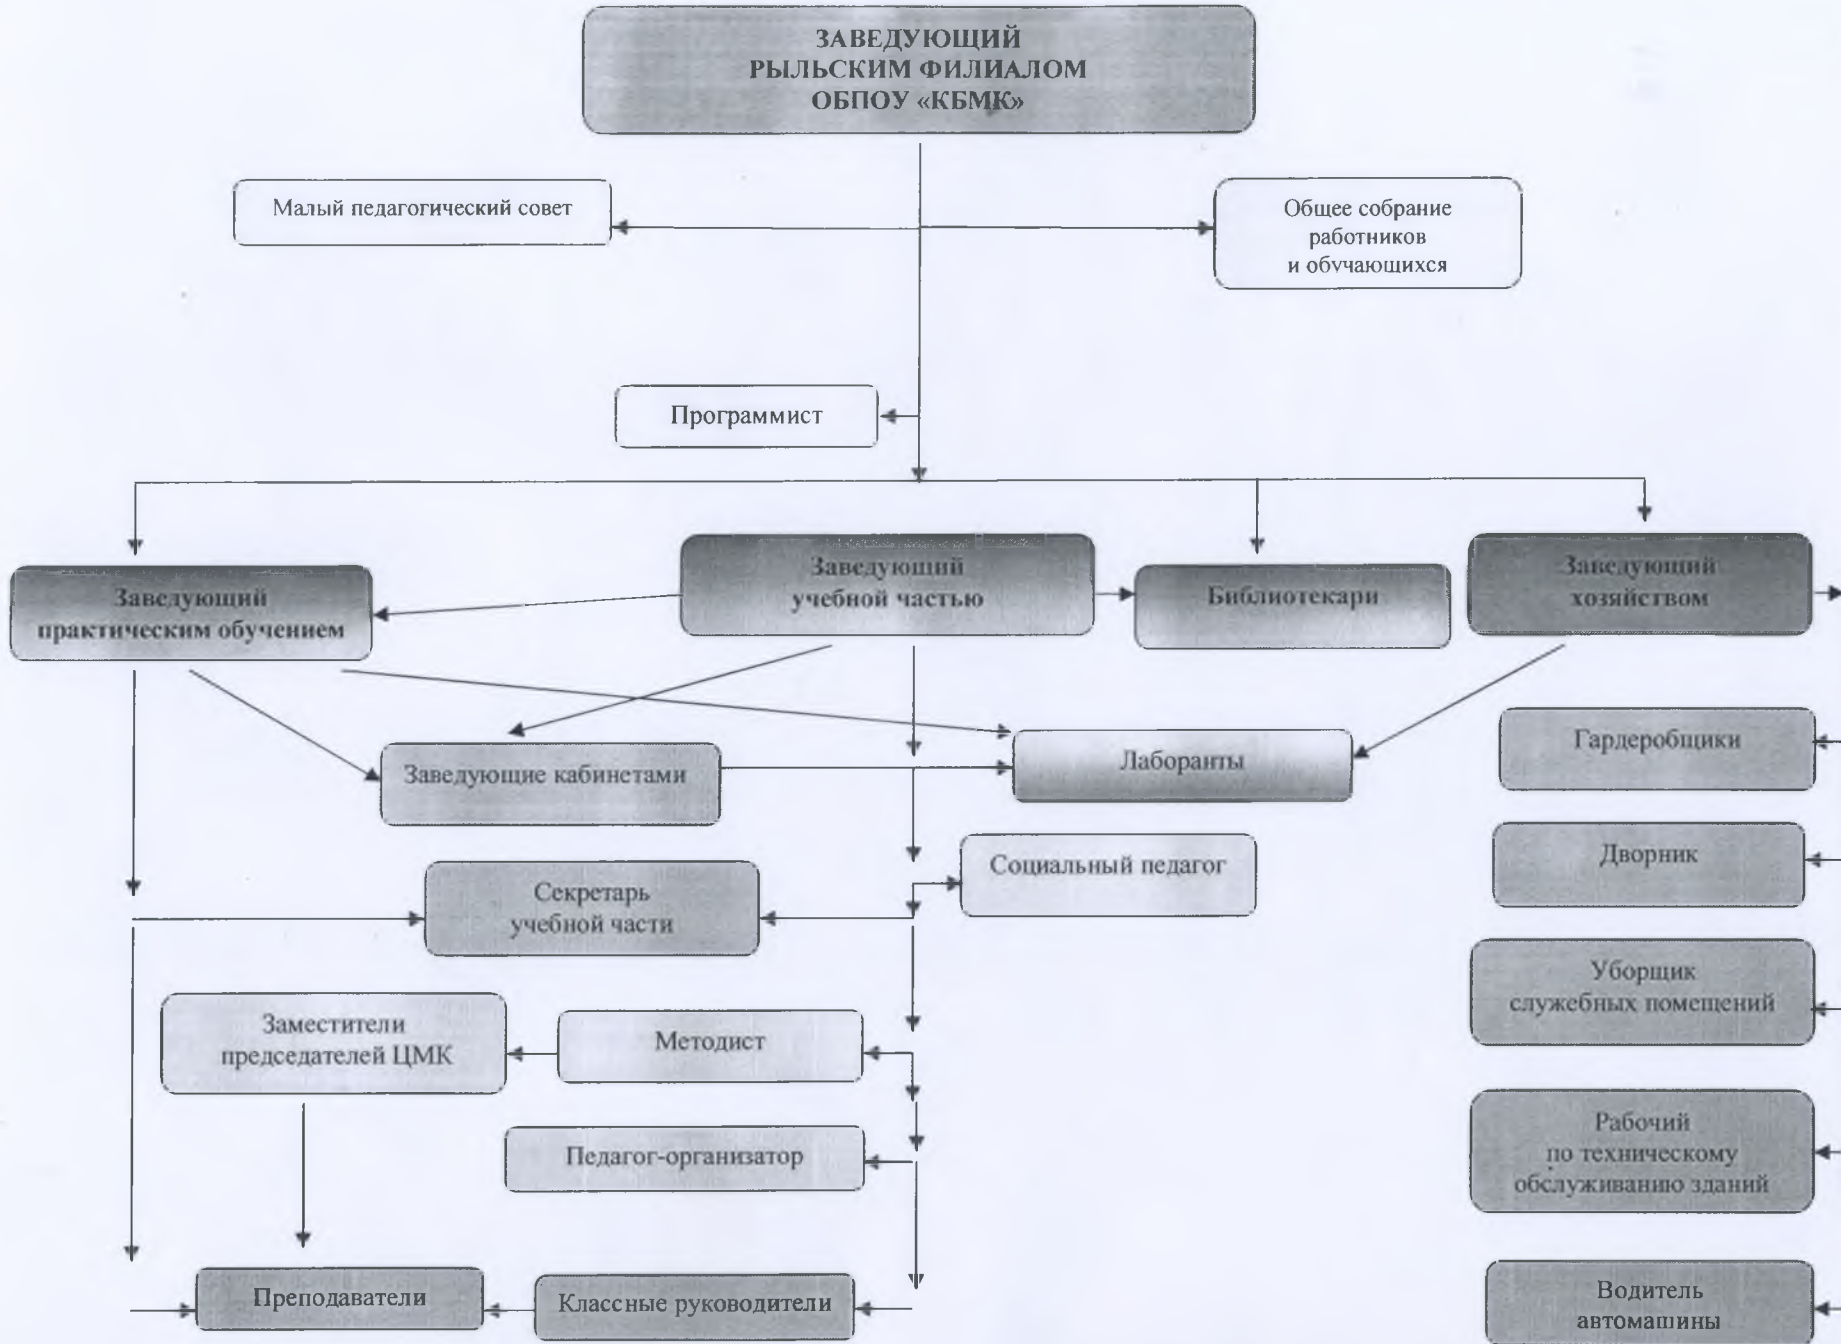 ЗАВЕДУЮЩИЙ
РЫЛЬСКИМ ФИЛИАЛОМ
ОБПОУ «КБМК»
Малый педагогический совет
Общее собрание
работников
и обучающихся
Программист
Заведующий
практическим обучением
Заведующий
учебной частью
Библиотекари
Заведующий
хозяйством
Заведующие кабинетами
Лаборанты
Гардеробщики
Социальный педагог
Дворник
Секретарь
учебной части
Уборщик
служебных помещений
Заместители
председателей ЦМК
Методист
Педагог-организатор
Рабочий
по техническому
обслуживанию зданий
Преподаватели
Классные руководители
Водитель
автомашины